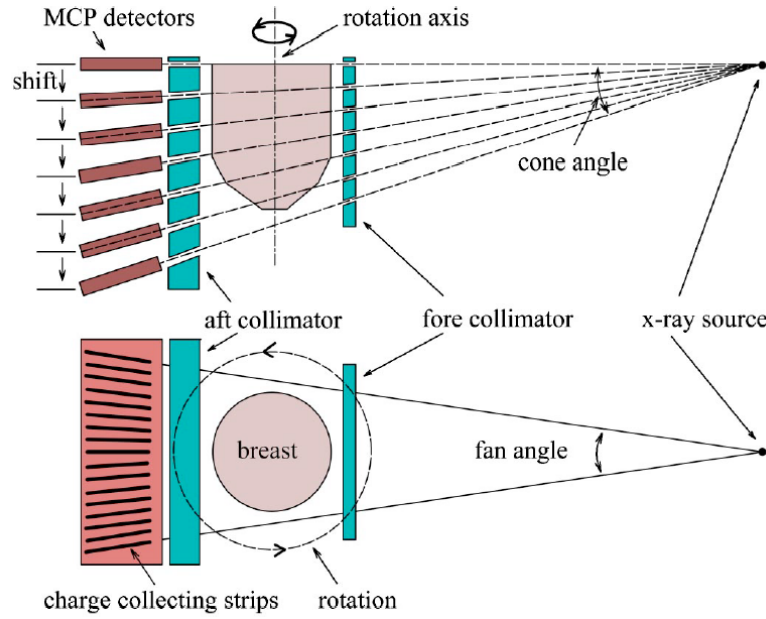 MCP detectors
rotation axis
shift
cone angle
aft collimator
fore collimator
x-ray source
breast
fan angle
charge collecting strips
rotation